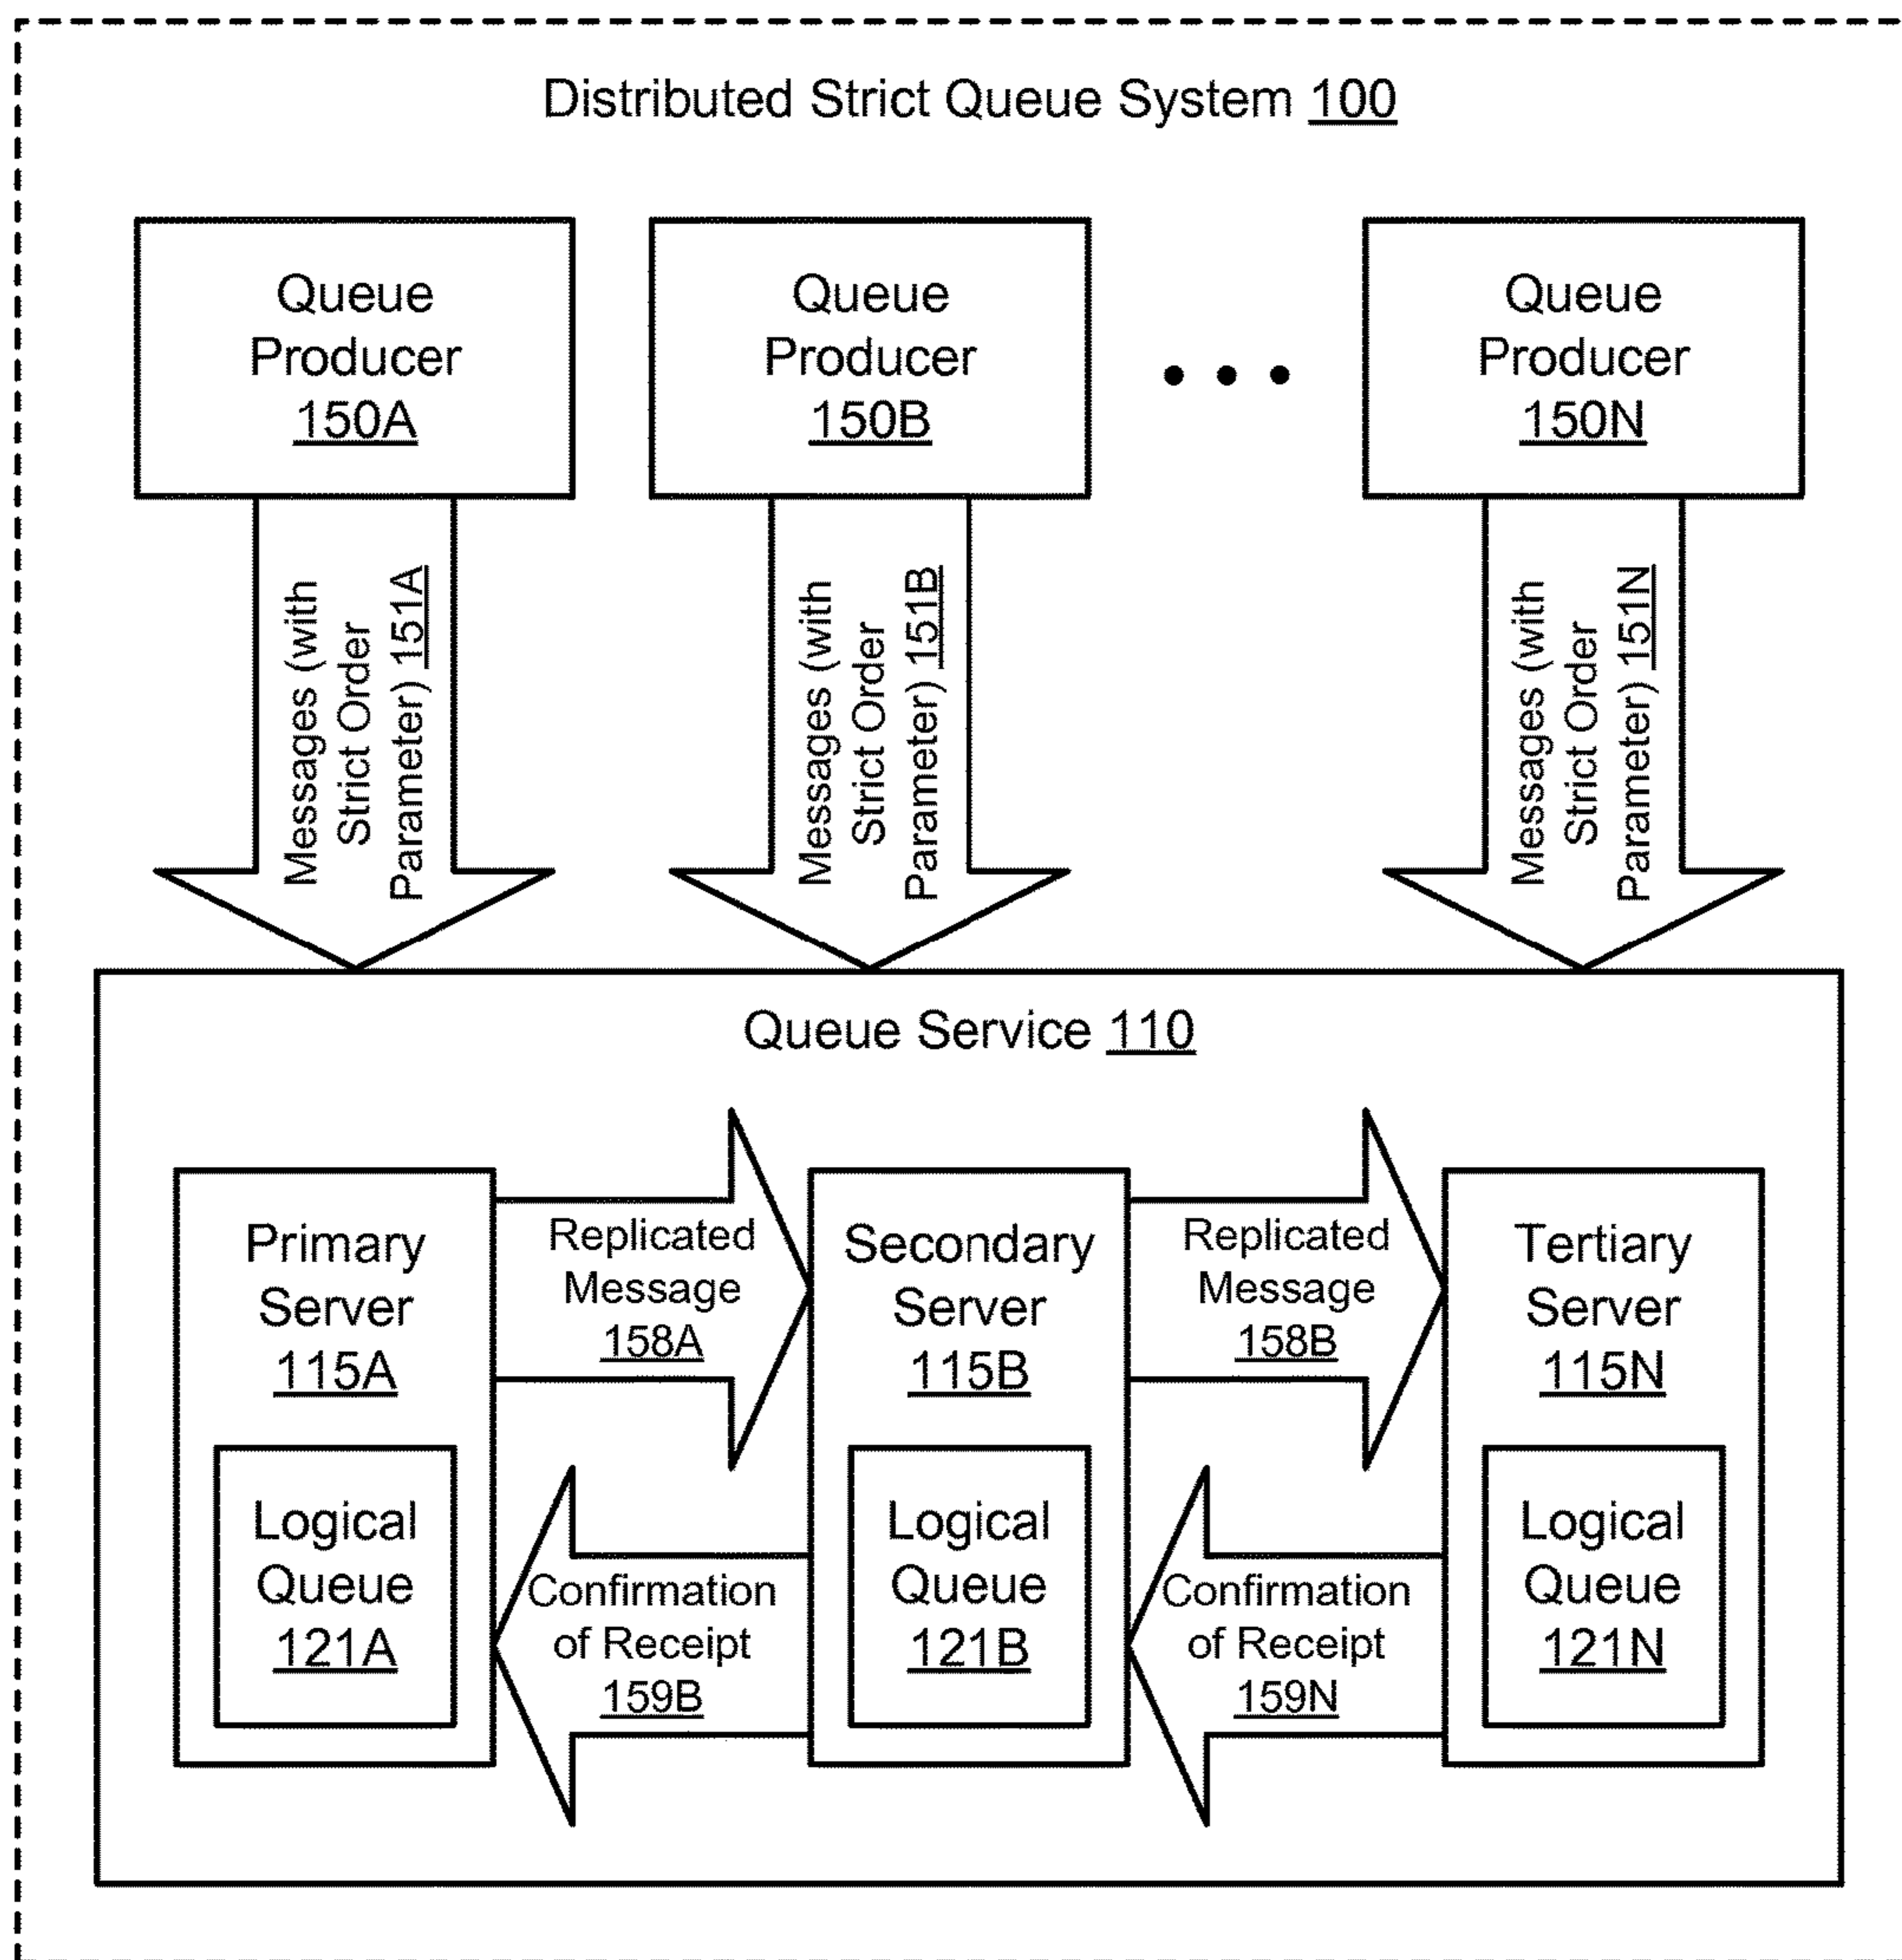 Distributed Strict Queue System 100
Queue
Producer
150A
Queue
Producer
150B
Queue
Producer
150N
Messages (with
Strict Order
Parameter) 151A
Messages (with
Strict Order
Parameter) 151B
Messages (with
Strict Order
Parameter) 151N
Queue Service 110
Primary
Server
115A
Replicated
Message
158A
Secondary
Server
115B
Replicated
Message
158B
Tertiary
Server
115N
Logical
Queue
121A
Confirmation
of Receipt
159B
Logical
Queue
121B
Confirmation
of Receipt
159N
Logical
Queue
121N